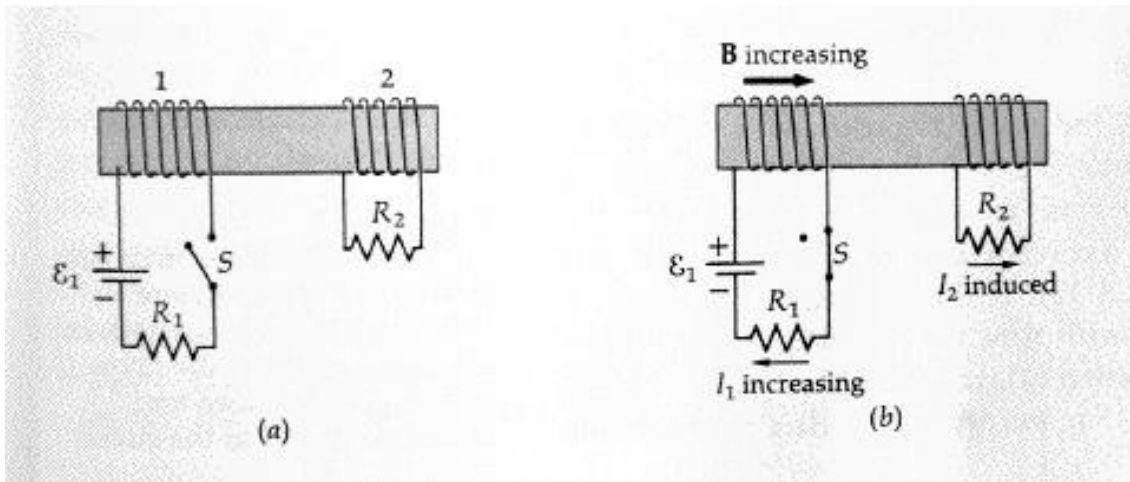 1
2
R₂
+
S
ℰ₁
−
R₁
(a)
B increasing
R₂
+
S
I₂ induced
ℰ₁
−
R₁
I₁ increasing
(b)